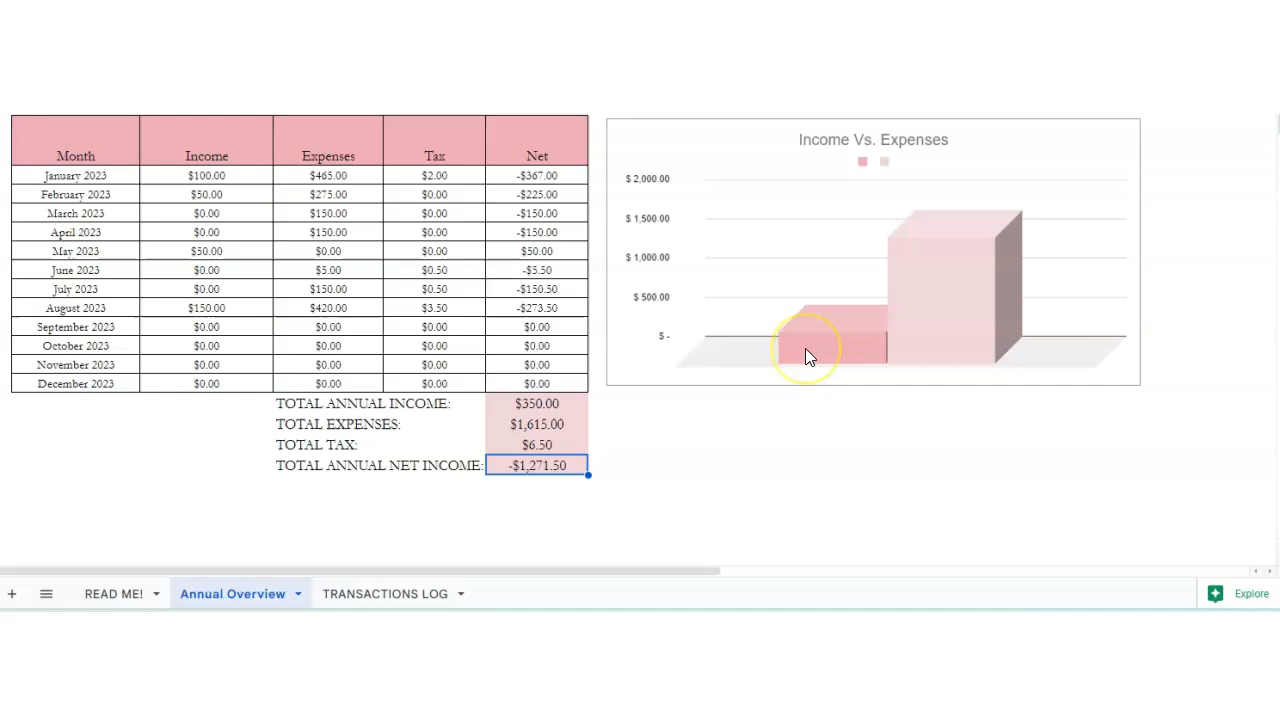 Month Income Expenses Tax Net
January 2023 $100.00 $465.00 $2.00 -$367.00
February 2023 $50.00 $275.00 $0.00 -$225.00
March 2023 $0.00 $150.00 $0.00 -$150.00
April 2023 $0.00 $150.00 $0.00 -$150.00
May 2023 $50.00 $0.00 $0.00 $50.00
June 2023 $0.00 $5.00 $0.50 -$5.50
July 2023 $0.00 $150.00 $0.50 -$150.50
August 2023 $150.00 $420.00 $3.50 -$273.50
September 2023 $0.00 $0.00 $0.00 $0.00
October 2023 $0.00 $0.00 $0.00 $0.00
November 2023 $0.00 $0.00 $0.00 $0.00
December 2023 $0.00 $0.00 $0.00 $0.00
TOTAL ANNUAL INCOME: $350.00
TOTAL EXPENSES: $1,615.00
TOTAL TAX: $6.50
TOTAL ANNUAL NET INCOME: -$1,271.50
Income Vs. Expenses
$ 2,000.00
$ 1,500.00
$ 1,000.00
$ 500.00
$ -
READ ME! Annual Overview TRANSACTIONS LOG Explore